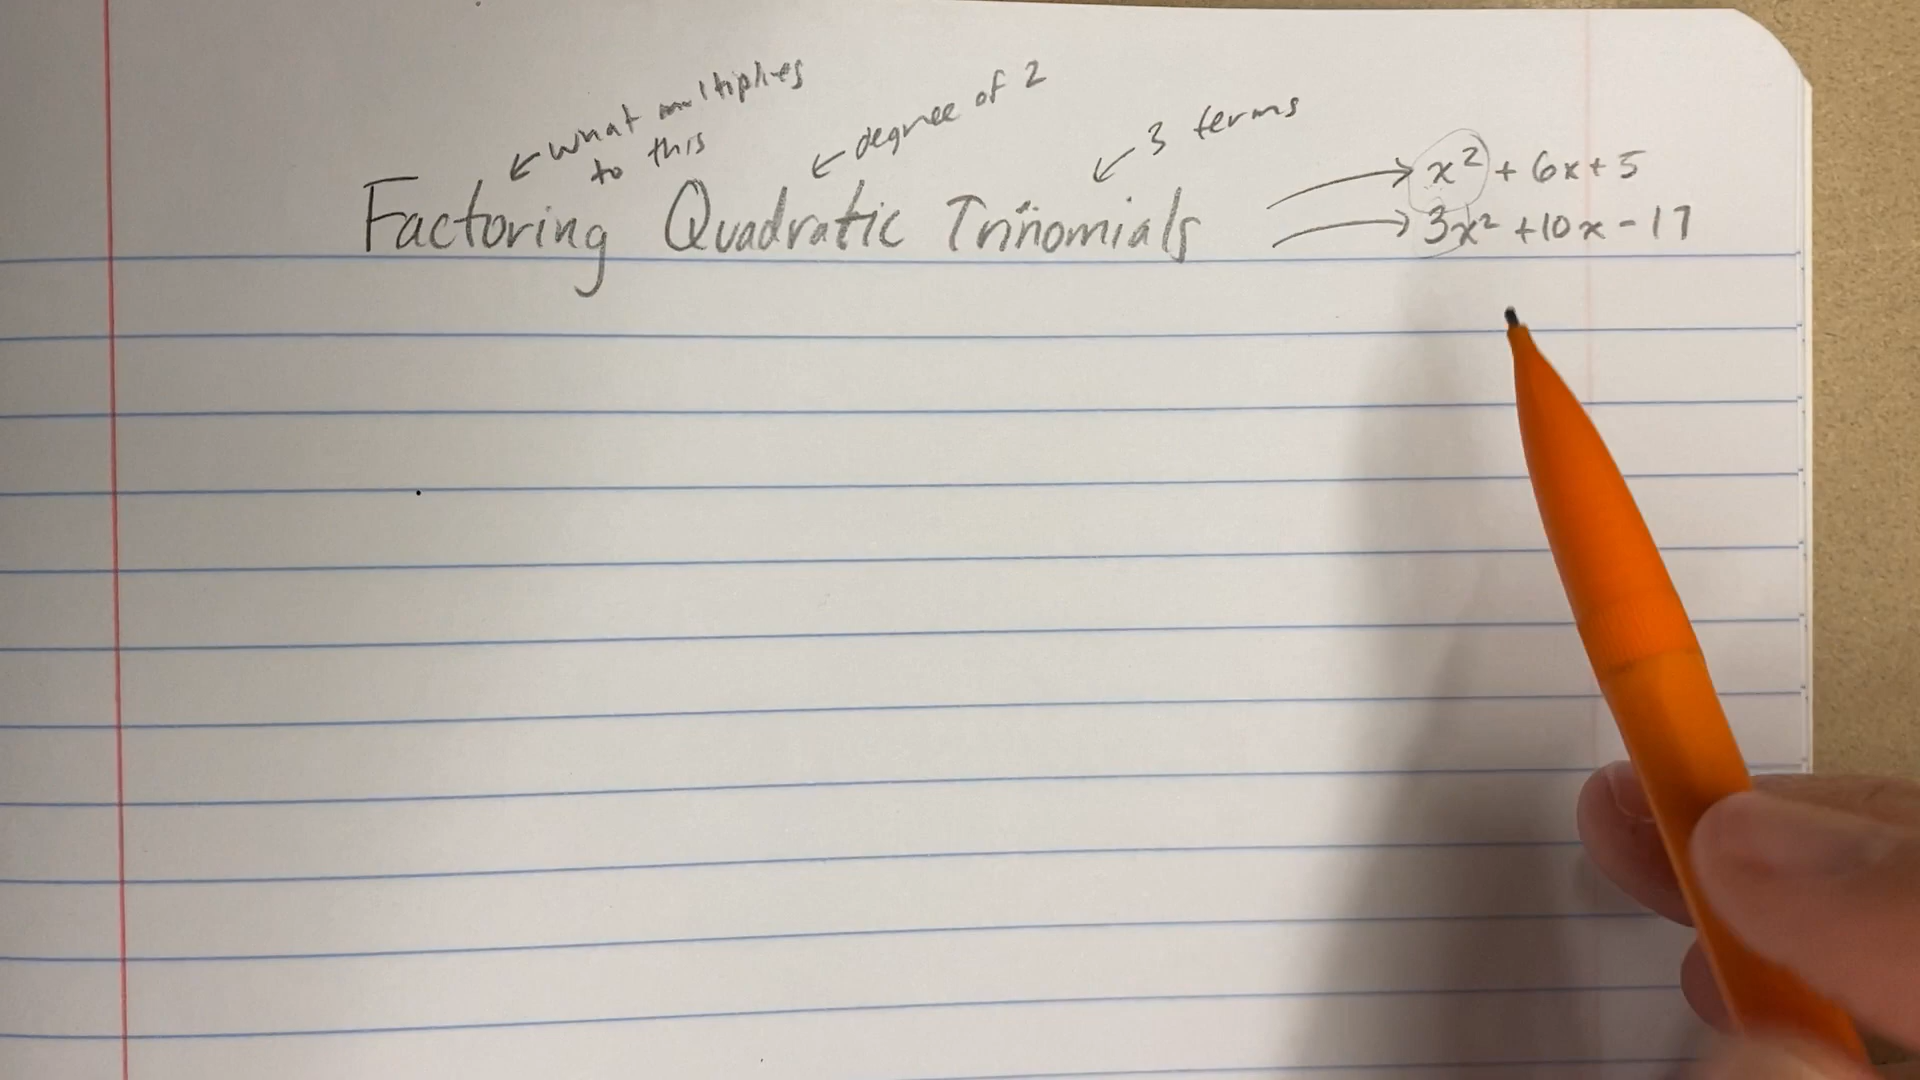 ← what multiplies
to this
← degree of 2
← 3 terms
Factoring Quadratic Trinomials
→ x² + 6x + 5
→ 3x² + 10x - 17